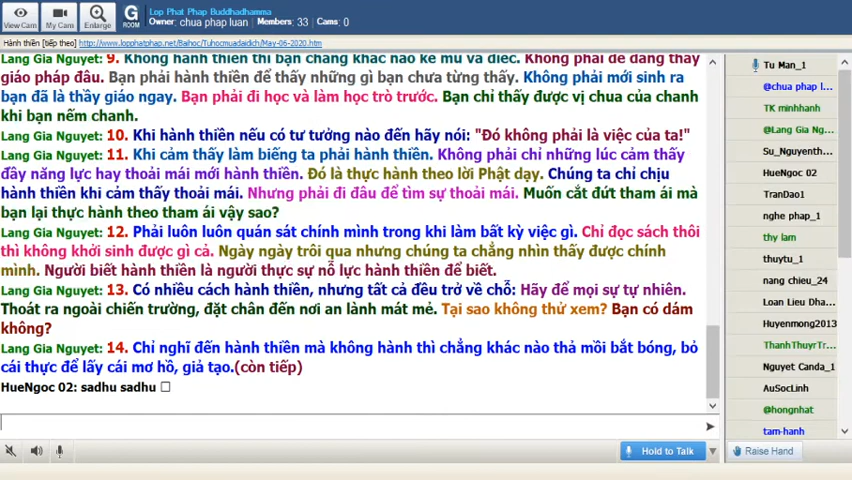 Lop Phat Phap Buddhadhamma
Owner: chua phap luan Members: 33 Cams: 0
View Cam
My Cam
Enlarge
G
ROOM
Hành thiền [tiếp theo] http://www.lopphatphap.net/Baihoc/Tuhocmuadaidich/May-06-2020.htm
Lang Gia Nguyet: 9. Không hành thiền thì bạn chẳng khác nào kẻ mù và điếc. Không phải dễ dàng thấy
giáo pháp đâu. Bạn phải hành thiền để thấy những gì bạn chưa từng thấy. Không phải mới sinh ra
bạn đã là thầy giáo ngay. Bạn phải đi học và làm học trò trước. Bạn chỉ thấy được vị chua của chanh
khi bạn nếm chanh.
Lang Gia Nguyet: 10. Khi hành thiền nếu có tư tưởng nào đến hãy nói: "Đó không phải là việc của ta!"
Lang Gia Nguyet: 11. Khi cảm thấy làm biếng ta phải hành thiền. Không phải chỉ những lúc cảm thấy
đầy năng lực hay thoải mái mới hành thiền. Đó là thực hành theo lời Phật dạy. Chúng ta chỉ chịu
hành thiền khi cảm thấy thoải mái. Nhưng phải đi đâu để tìm sự thoải mái. Muốn cắt đứt tham ái mà
bạn lại thực hành theo tham ái vậy sao?
Lang Gia Nguyet: 12. Phải luôn luôn quán sát chính mình trong khi làm bất kỳ việc gì. Chỉ đọc sách thôi
thì không khởi sinh được gì cả. Ngày ngày trôi qua nhưng chúng ta chẳng nhìn thấy được chính
mình. Người biết hành thiền là người thực sự nỗ lực hành thiền để biết.
Lang Gia Nguyet: 13. Có nhiều cách hành thiền, nhưng tất cả đều trở về chỗ: Hãy để mọi sự tự nhiên.
Thoát ra ngoài chiến trường, đặt chân đến nơi an lành mát mẻ. Tại sao không thử xem? Bạn có dám
không?
Lang Gia Nguyet: 14. Chỉ nghĩ đến hành thiền mà không hành thì chẳng khác nào thả mồi bắt bóng, bỏ
cái thực để lấy cái mơ hồ, giả tạo.(còn tiếp)
HueNgoc 02: sadhu sadhu □
Hold to Talk
Tu Man_1
@chua phap l...
TK minhhanh
@Lang Gia Ng...
Su_Nguyenth...
HueNgoc 02
TranDao1
nghe phap_1
thy lam
thuytu_1
nang chieu_24
Loan Lieu Dha...
Huyenmong2013
@ThanhThuyrTr...
Nguyet Canda_1
AuSocLinh
@hongnhat
tam-hanh
Raise Hand